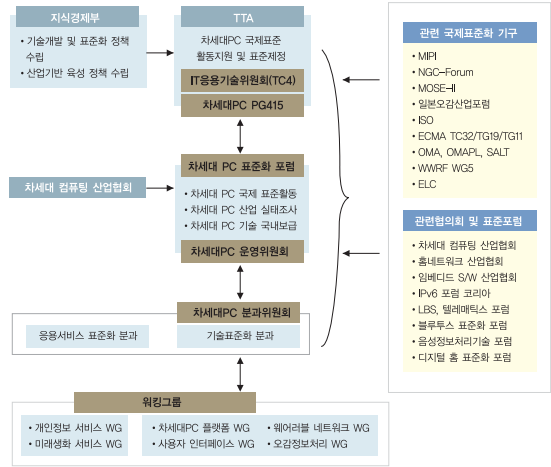 지식경제부
• 기술개발 및 표준화 정책
수립
• 산업기반 육성 정책 수립
TTA
차세대PC 국제표준
활동지원 및 표준제정
IT응용기술위원회(TC4)
차세대PC PG415
차세대 컴퓨팅 산업협회
차세대 PC 표준화 포럼
• 차세대 PC 국제 표준활동
• 차세대 PC 산업 실태조사
• 차세대 PC 기술 국내보급
차세대PC 운영위원회
차세대PC 분과위원회
응용서비스 표준화 분과
기술표준화 분과
워킹그룹
• 개인정보 서비스 WG
• 미래생화 서비스 WG
• 차세대PC 플랫폼 WG
• 사용자 인터페이스 WG
• 웨어러블 네트워크 WG
• 오감정보처리 WG
관련 국제표준화 기구
• MIPI
• NGC-Forum
• MOSE-II
• 일본오감산업포럼
• ISO
• ECMA TC32/TG19/TG11
• OMA, OMAPL, SALT
• WWRF WG5
• ELC
관련협의회 및 표준포럼
• 차세대 컴퓨팅 산업협회
• 홈네트워크 산업협회
• 임베디드 S/W 산업협회
• IPv6 포럼 코리아
• LBS, 텔레매틱스 포럼
• 블루투스 표준화 포럼
• 음성정보처리기술 포럼
• 디지털 홈 표준화 포럼